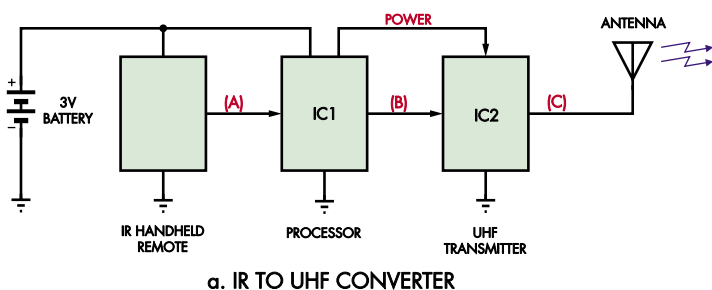 POWER
ANTENNA
+
3V
BATTERY
–
(A)
IC1
(B)
IC2
(C)
IR HANDHELD
REMOTE
PROCESSOR
UHF
TRANSMITTER
a. IR TO UHF CONVERTER